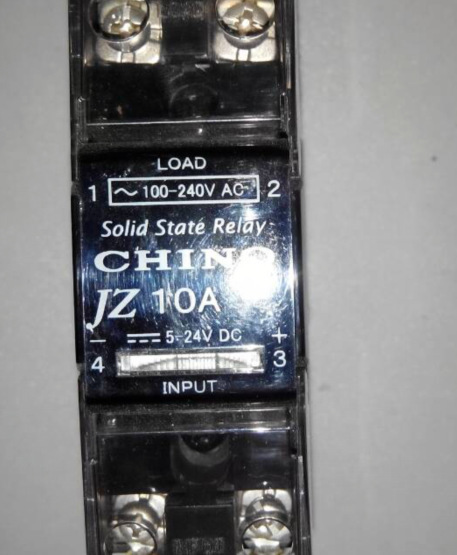 LOAD
1 ~ 100-240V AC 2
Solid State Relay
CHINO
JZ 10A
− ⎓ 5-24V DC +
4 3
INPUT